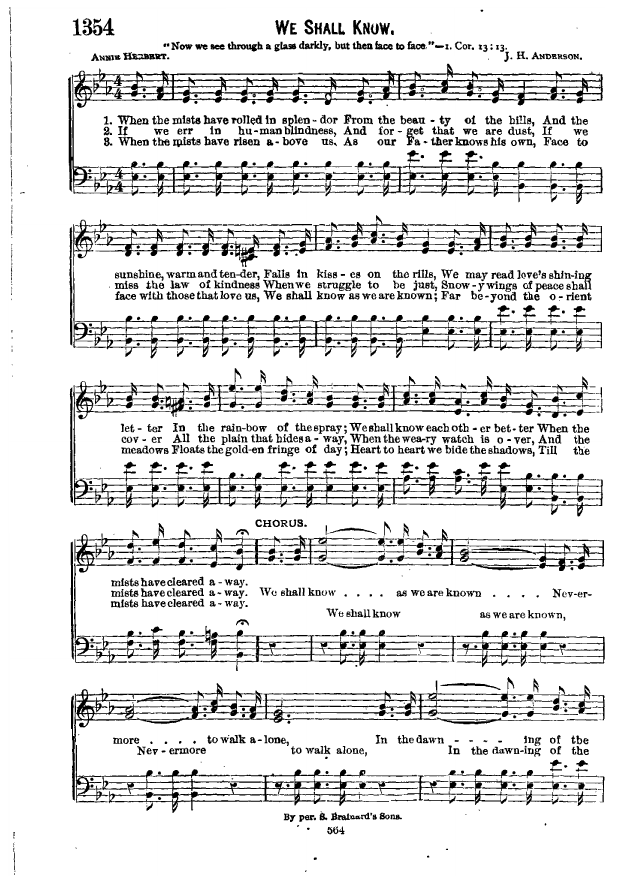 1354
WE SHALL KNOW.
"Now we see through a glass darkly, but then face to face."—1. Cor. 13:13.
ANNIE HERBERT. J. H. ANDERSON.
1. When the mists have rolled in splen-dor From the beau-ty of the hills, And the
2. If we err in hu-man blindness, And for-get that we are dust, If we
3. When the mists have risen a-bove us, As our Fa-ther knows his own, Face to
sunshine, warm and ten-der, Falls in kiss-es on the rills, We may read love's shin-ing
miss the law of kindness When we struggle to be just, Snow-y wings of peace shall
face with those that love us, We shall know as we are known; Far be-yond the o-rient
let-ter In the rain-bow of the spray; We shall know each oth-er bet-ter When the
cov-er All the plain that hides a-way, When the wea-ry watch is o-ver, And the
meadows Floats the gold-en fringe of day; Heart to heart we bide the shadows, Till the
CHORUS.
mists have cleared a-way.
mists have cleared a-way. We shall know . . . . as we are known . . . . Nev-er-
mists have cleared a-way.
We shall know as we are known,
more . . . . to walk a-lone, In the dawn - - - - ing of the
Nev-ermore to walk alone, In the dawn-ing of the
By per. S. Brainard's Sons.
564